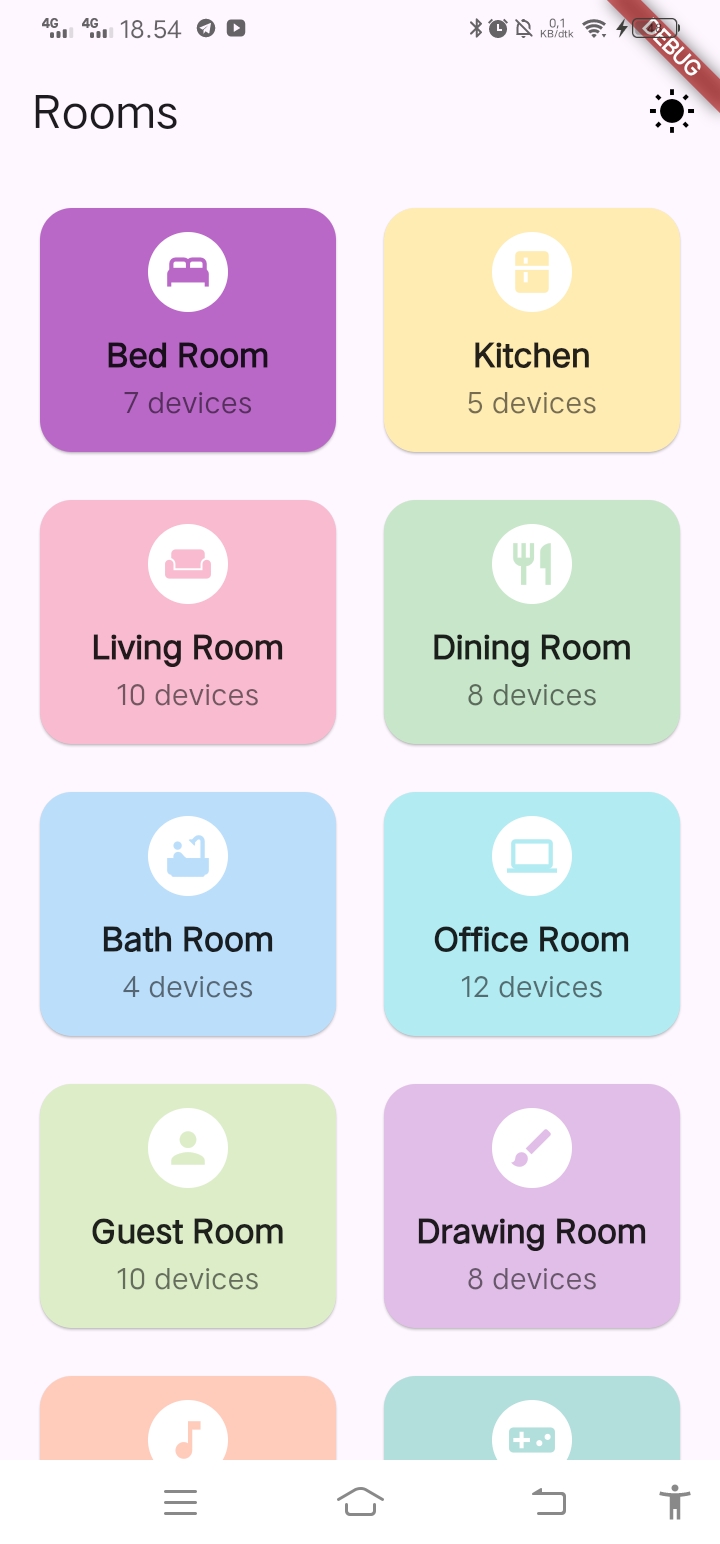 4G 4G 18.54 0,1
KB/dtk
DEBUG
Rooms
Bed Room
7 devices
Kitchen
5 devices
Living Room
10 devices
Dining Room
8 devices
Bath Room
4 devices
Office Room
12 devices
Guest Room
10 devices
Drawing Room
8 devices